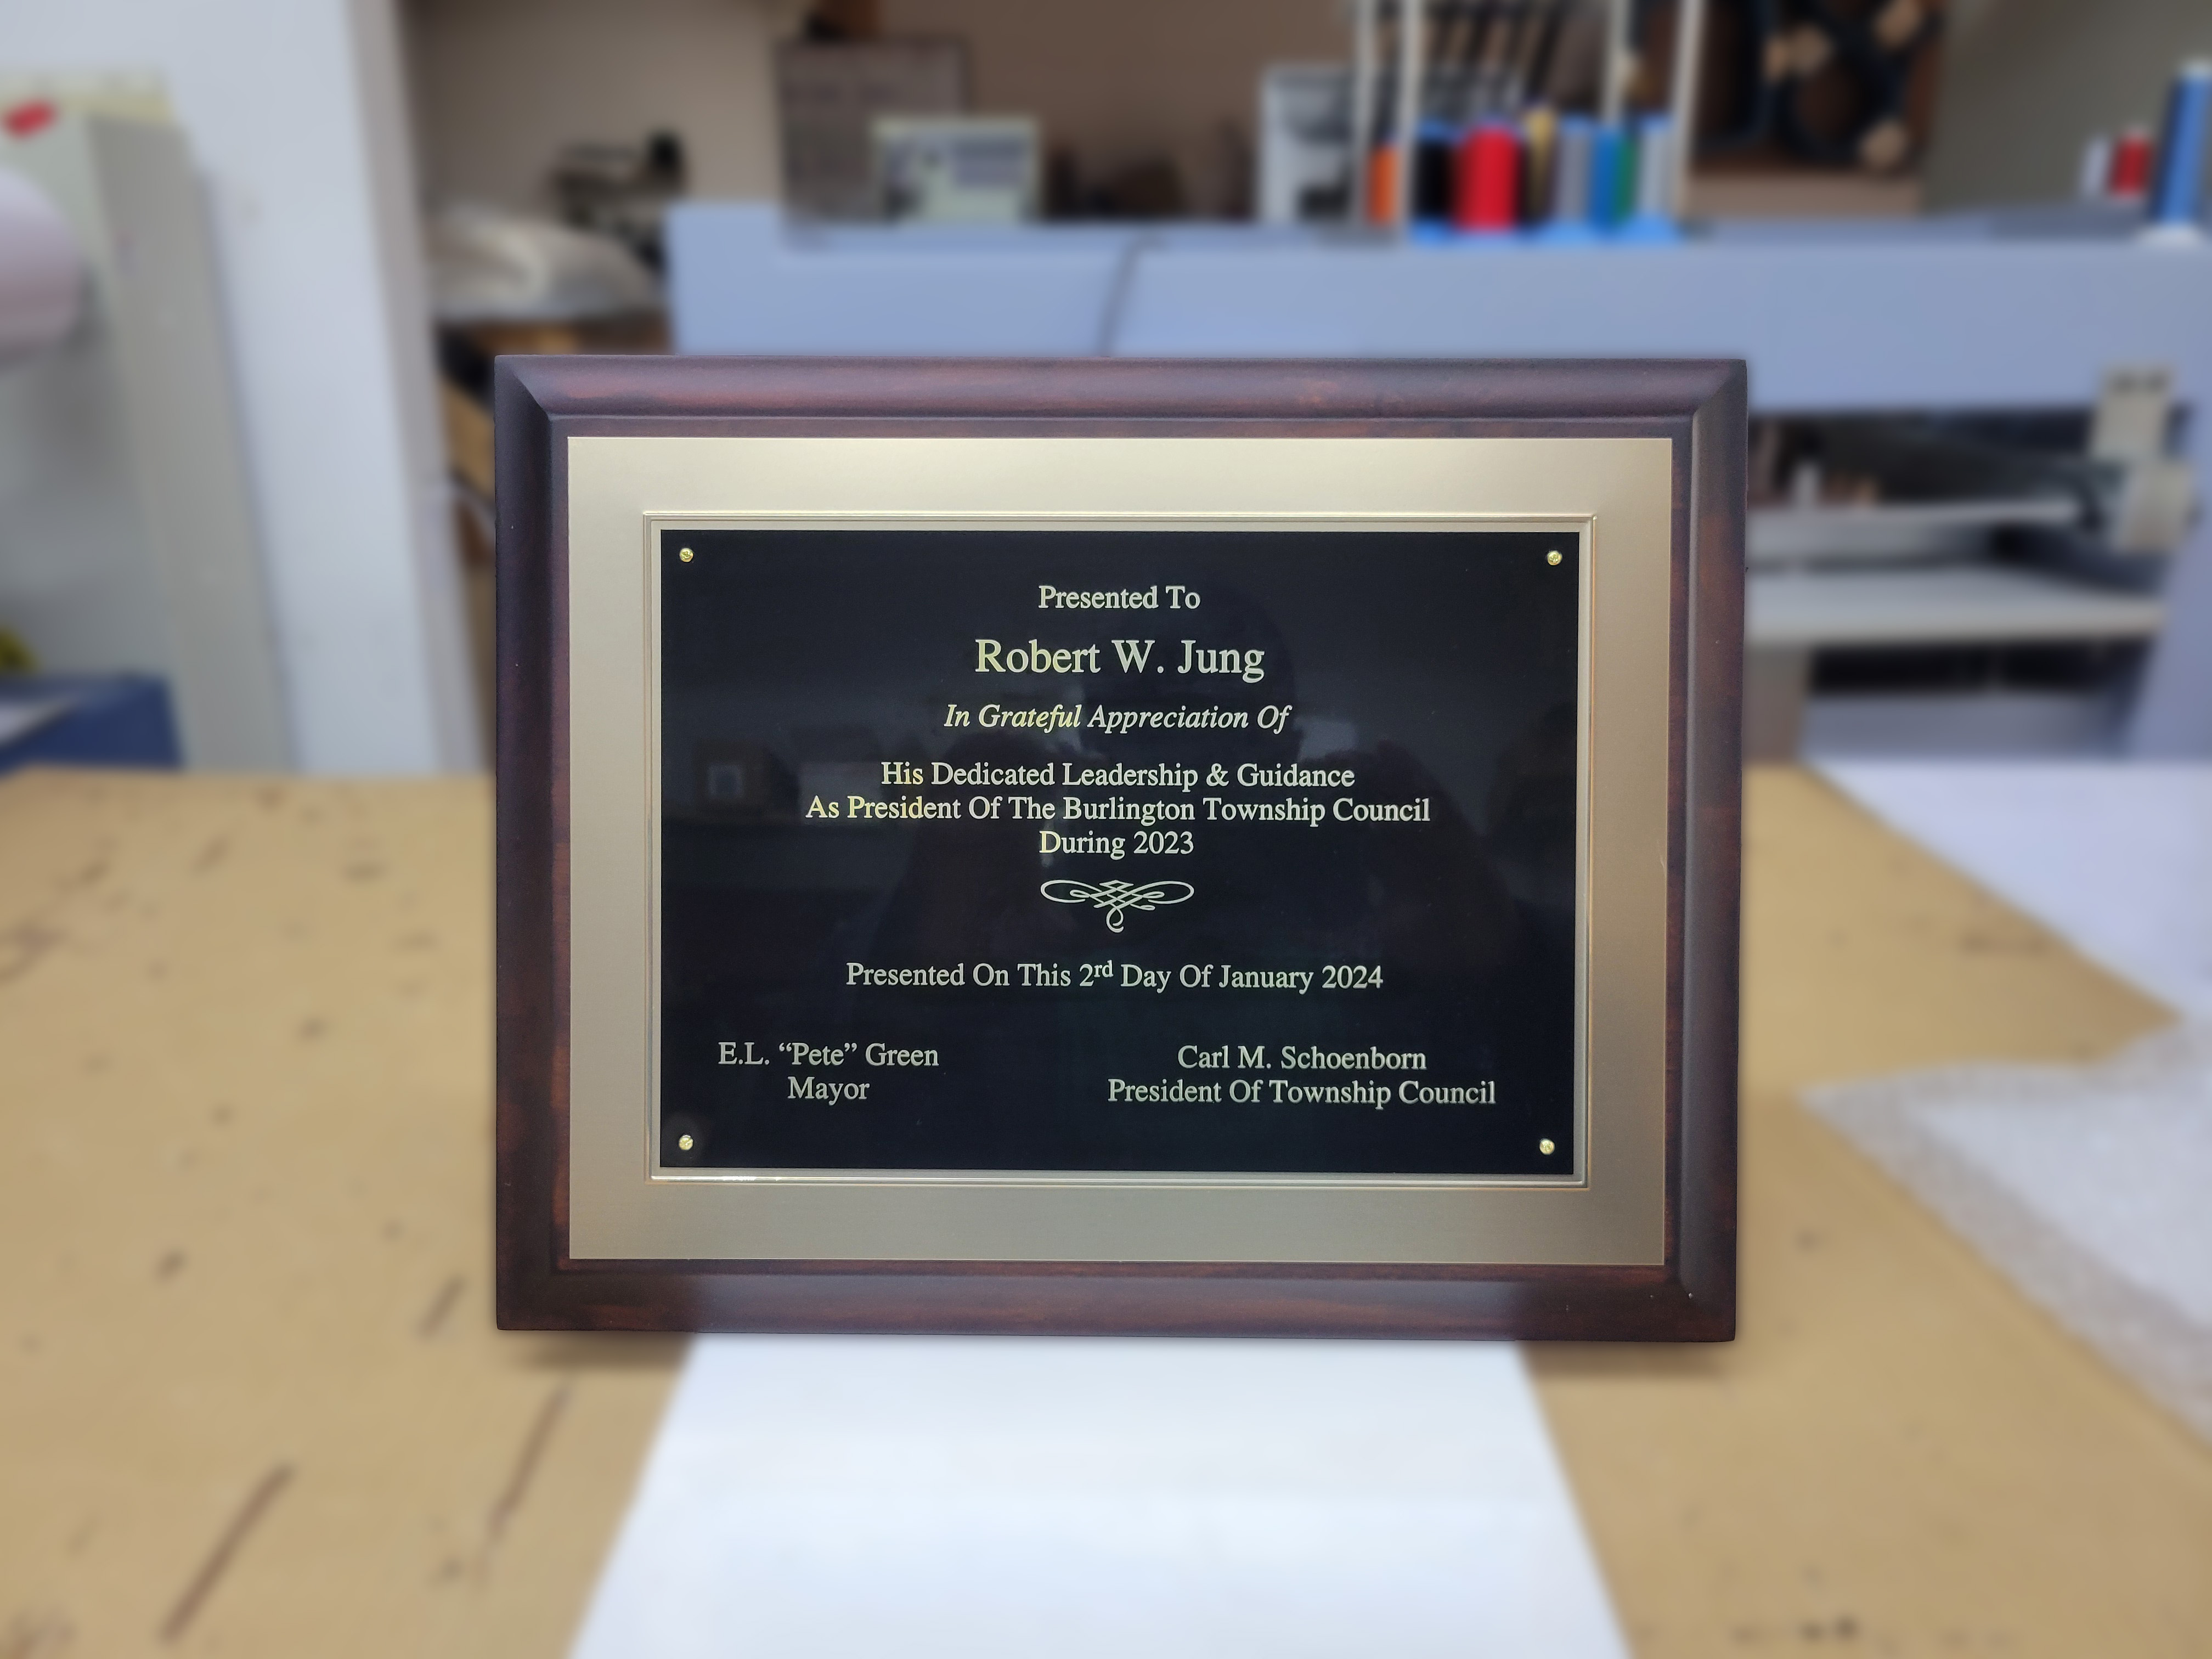 Presented To
Robert W. Jung
In Grateful Appreciation Of
His Dedicated Leadership & Guidance
As President Of The Burlington Township Council
During 2023
Presented On This 2rd Day Of January 2024
E.L. “Pete” Green
Mayor
Carl M. Schoenborn
President Of Township Council